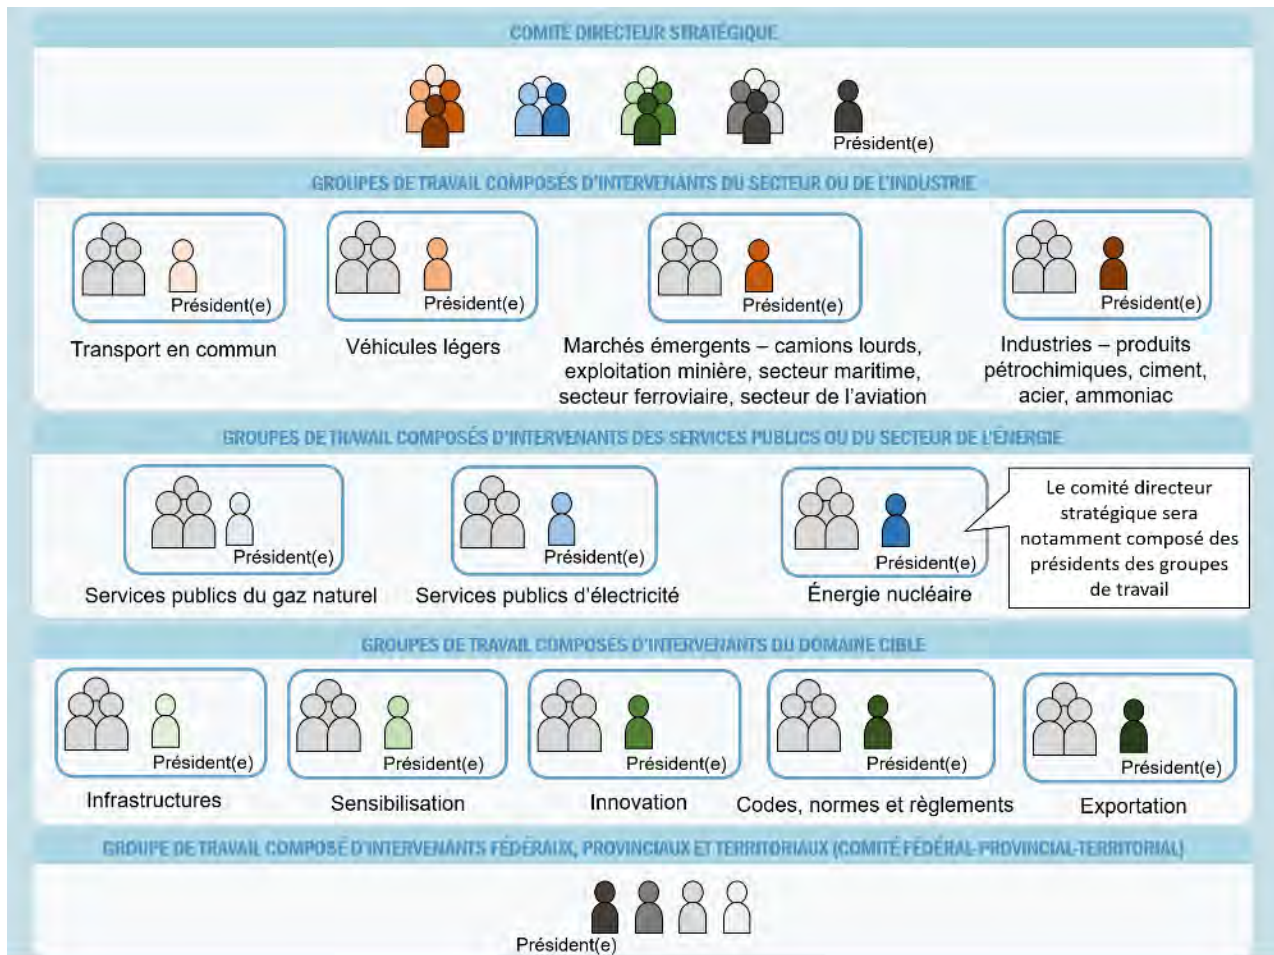 COMITÉ DIRECTEUR STRATÉGIQUE
Président(e)
GROUPES DE TRAVAIL COMPOSÉS D'INTERVENANTS DU SECTEUR OU DE L'INDUSTRIE
Président(e)
Transport en commun
Président(e)
Véhicules légers
Président(e)
Marchés émergents – camions lourds,
exploitation minière, secteur maritime,
secteur ferroviaire, secteur de l'aviation
Président(e)
Industries – produits
pétrochimiques, ciment,
acier, ammoniac
GROUPES DE TRAVAIL COMPOSÉS D'INTERVENANTS DES SERVICES PUBLICS OU DU SECTEUR DE L'ÉNERGIE
Président(e)
Services publics du gaz naturel
Président(e)
Services publics d'électricité
Président(e)
Énergie nucléaire
Le comité directeur
stratégique sera
notamment composé des
présidents des groupes
de travail
GROUPES DE TRAVAIL COMPOSÉS D'INTERVENANTS DU DOMAINE CIBLE
Président(e)
Infrastructures
Président(e)
Sensibilisation
Président(e)
Innovation
Président(e)
Codes, normes et règlements
Président(e)
Exportation
GROUPE DE TRAVAIL COMPOSÉ D'INTERVENANTS FÉDÉRAUX, PROVINCIAUX ET TERRITORIAUX (COMITÉ FÉDÉRAL-PROVINCIAL-TERRITORIAL)
Président(e)